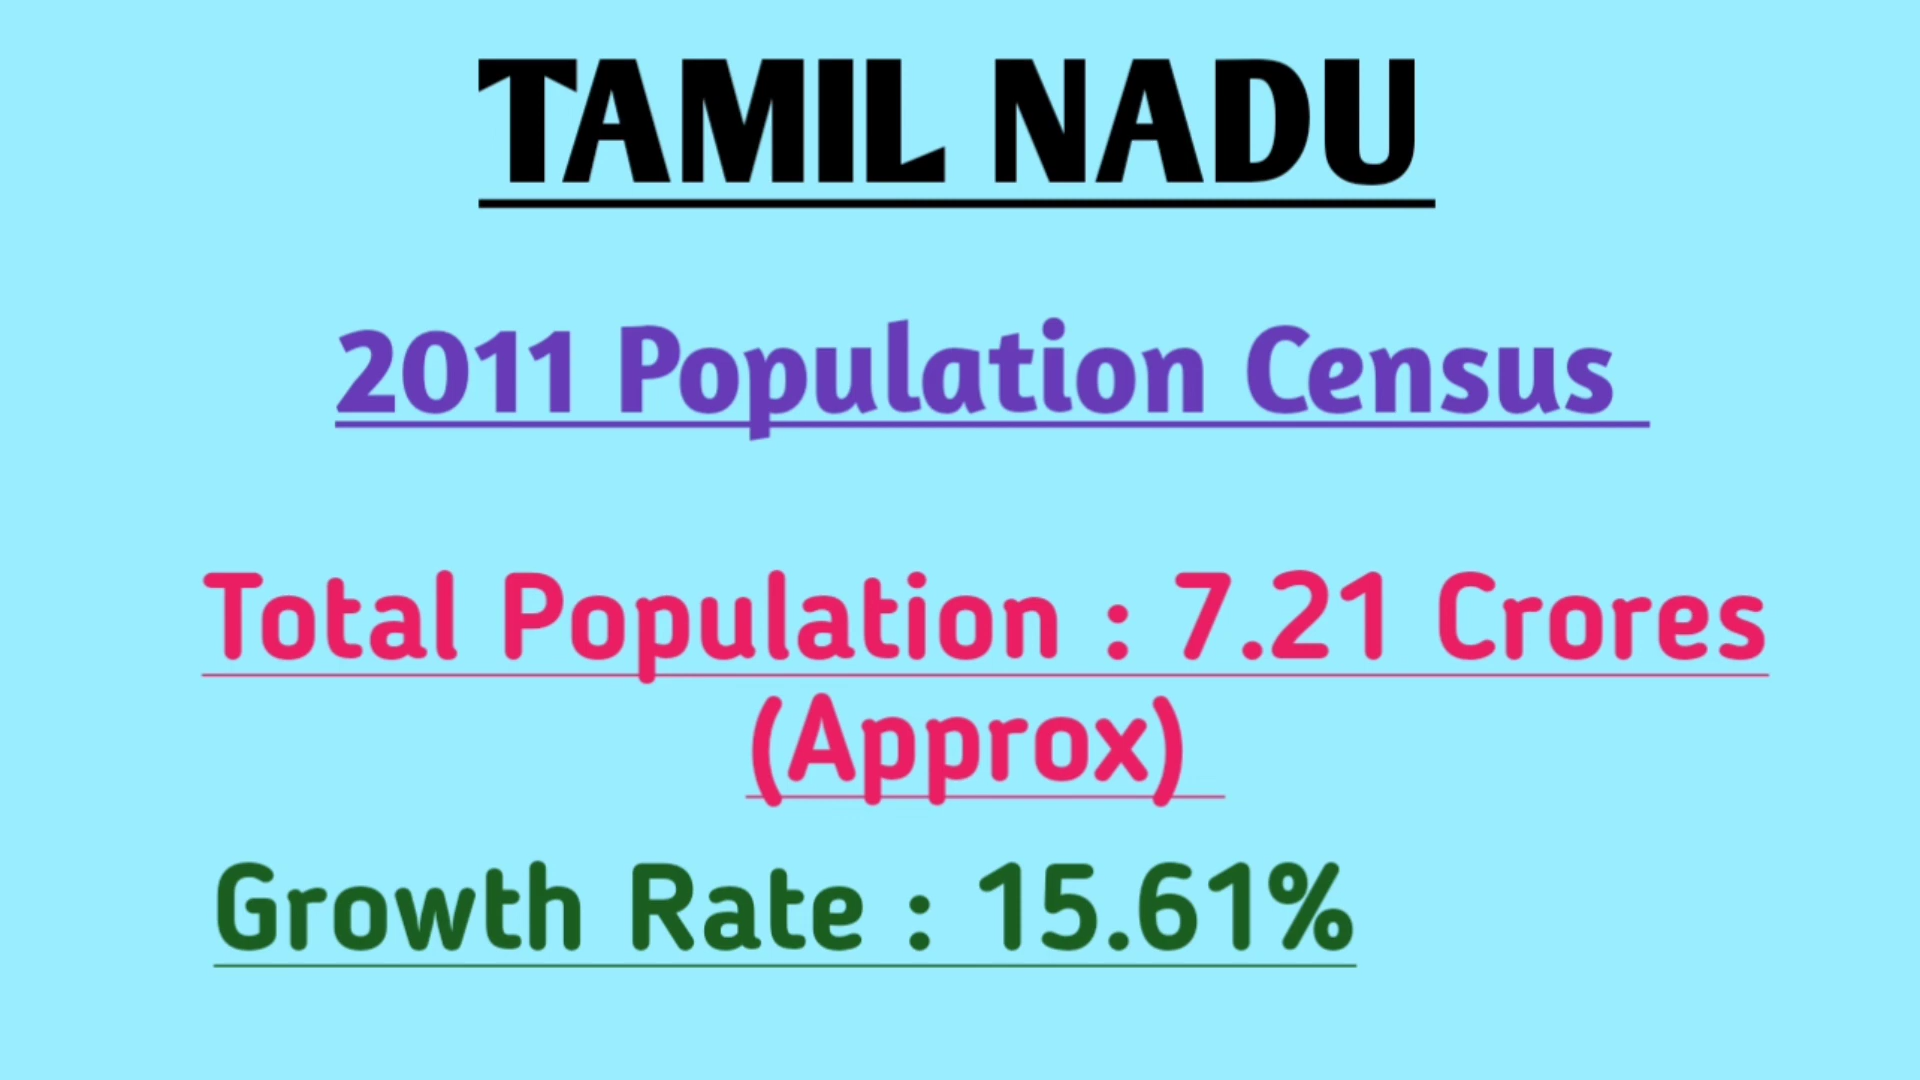 TAMIL NADU
2011 Population Census
Total Population : 7.21 Crores
(Approx)
Growth Rate : 15.61%